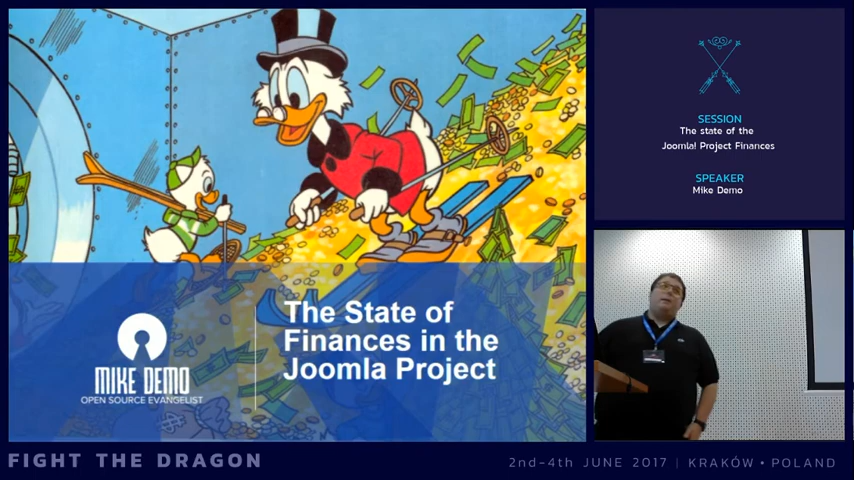 The State of
Finances in the
Joomla Project
MIKE DEMO
OPEN SOURCE EVANGELIST
SESSION
The state of the
Joomla! Project Finances
SPEAKER
Mike Demo
FIGHT THE DRAGON
2nd-4th JUNE 2017 | KRAKÓW • POLAND